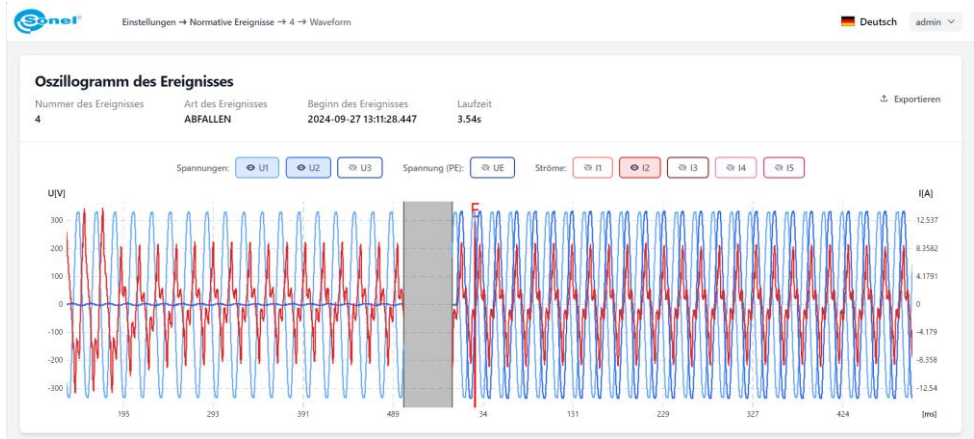 Sonel®
Einstellungen → Normative Ereignisse → 4 → Waveform
Deutsch
admin
Oszillogramm des Ereignisses
Nummer des Ereignisses
4
Art des Ereignisses
ABFALLEN
Beginn des Ereignisses
2024-09-27 13:11:28.447
Laufzeit
3.54s
Exportieren
Spannungen: U1 U2 U3 Spannung (PE): UE Ströme: I1 I2 I3 I4 I5
U[V]
I[A]
E
300
200
100
0
-100
-200
-300
12.537
8.3582
4.1791
0
-4.179
-8.358
-12.54
195 293 391 489 34 131 229 327 424 [ms]